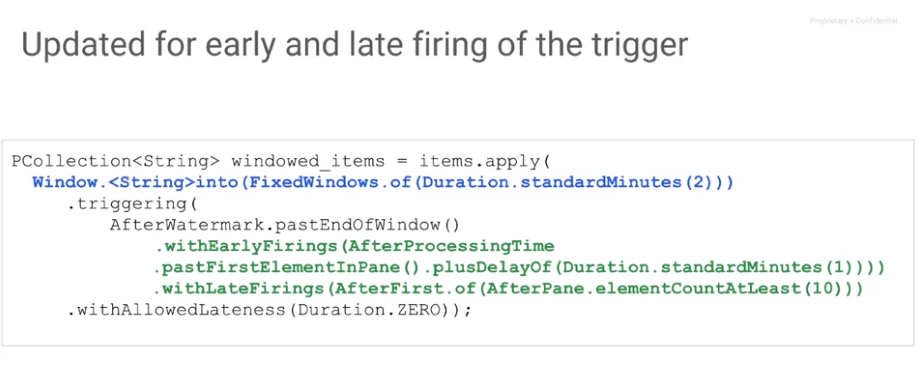 Proprietary + Confidential
Updated for early and late firing of the trigger
PCollection<String> windowed_items = items.apply(
Window.<String>into(FixedWindows.of(Duration.standardMinutes(2)))
.triggering(
AfterWatermark.pastEndOfWindow()
.withEarlyFirings(AfterProcessingTime
.pastFirstElementInPane().plusDelayOf(Duration.standardMinutes(1))))
.withLateFirings(AfterFirst.of(AfterPane.elementCountAtLeast(10)))
.withAllowedLateness(Duration.ZERO));